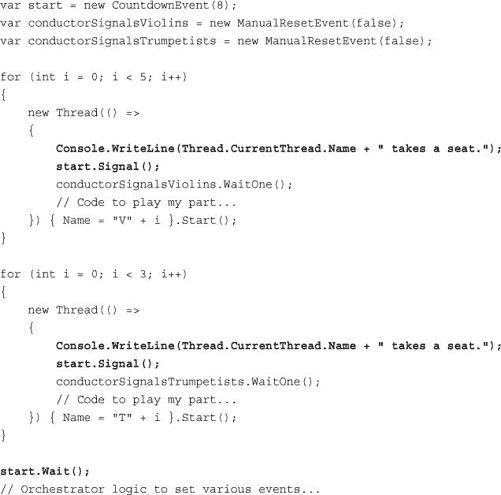 var start = new CountdownEvent(8);
var conductorSignalsViolins = new ManualResetEvent(false);
var conductorSignalsTrumpetists = new ManualResetEvent(false);

for (int i = 0; i < 5; i++)
{
    new Thread(() =>
    {
        Console.WriteLine(Thread.CurrentThread.Name + " takes a seat.");
        start.Signal();
        conductorSignalsViolins.WaitOne();
        // Code to play my part...
    }) { Name = "V" + i }.Start();
}

for (int i = 0; i < 3; i++)
{
    new Thread(() =>
    {
        Console.WriteLine(Thread.CurrentThread.Name + " takes a seat.");
        start.Signal();
        conductorSignalsTrumpetists.WaitOne();
        // Code to play my part...
    }) { Name = "T" + i }.Start();
}

start.Wait();
// Orchestrator logic to set various events...